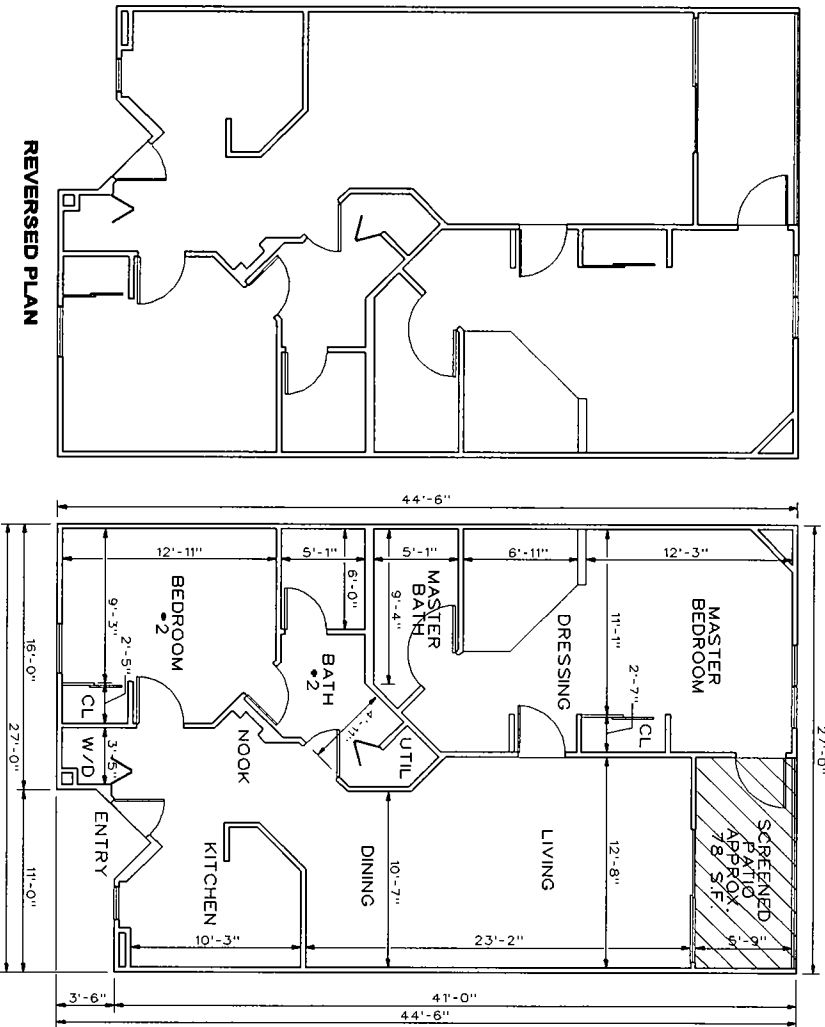 REVERSED PLAN
44'-6"
12'-11"
5'-1"
5'-1"
6'-11"
12'-3"
6'-0"
9'-4"
9'-3"
11'-1"
BEDROOM
#2
MASTER
BATH
DRESSING
MASTER
BEDROOM
2'-5"
2'-7"
BATH
#2
CL
CL
4'-11"
UTIL
W/D
3'-5"
NOOK
16'-0"
27'-0"
27'-0"
11'-0"
ENTRY
KITCHEN
DINING
10'-7"
LIVING
12'-8"
SCREENED
PATIO
APPROX.
78 S.F.
10'-3"
23'-2"
5'-9"
3'-6"
41'-0"
44'-6"